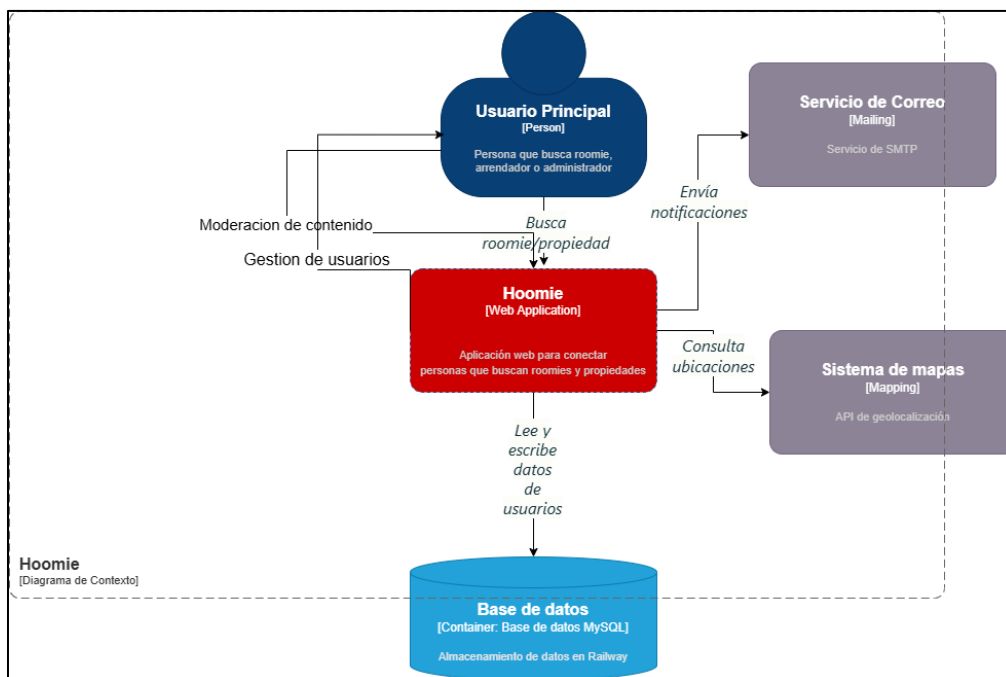 Usuario Principal
[Person]
Persona que busca roomie,
arrendador o administrador
Servicio de Correo
[Mailing]
Servicio de SMTP
Envía
notificaciones
Moderacion de contenido
Busca
roomie/propiedad
Gestion de usuarios
Hoomie
[Web Application]
Aplicación web para conectar
personas que buscan roomies y propiedades
Consulta
ubicaciones
Sistema de mapas
[Mapping]
API de geolocalización
Lee y
escribe
datos
de
usuarios
Hoomie
[Diagrama de Contexto]
Base de datos
[Container: Base de datos MySQL]
Almacenamiento de datos en Railway